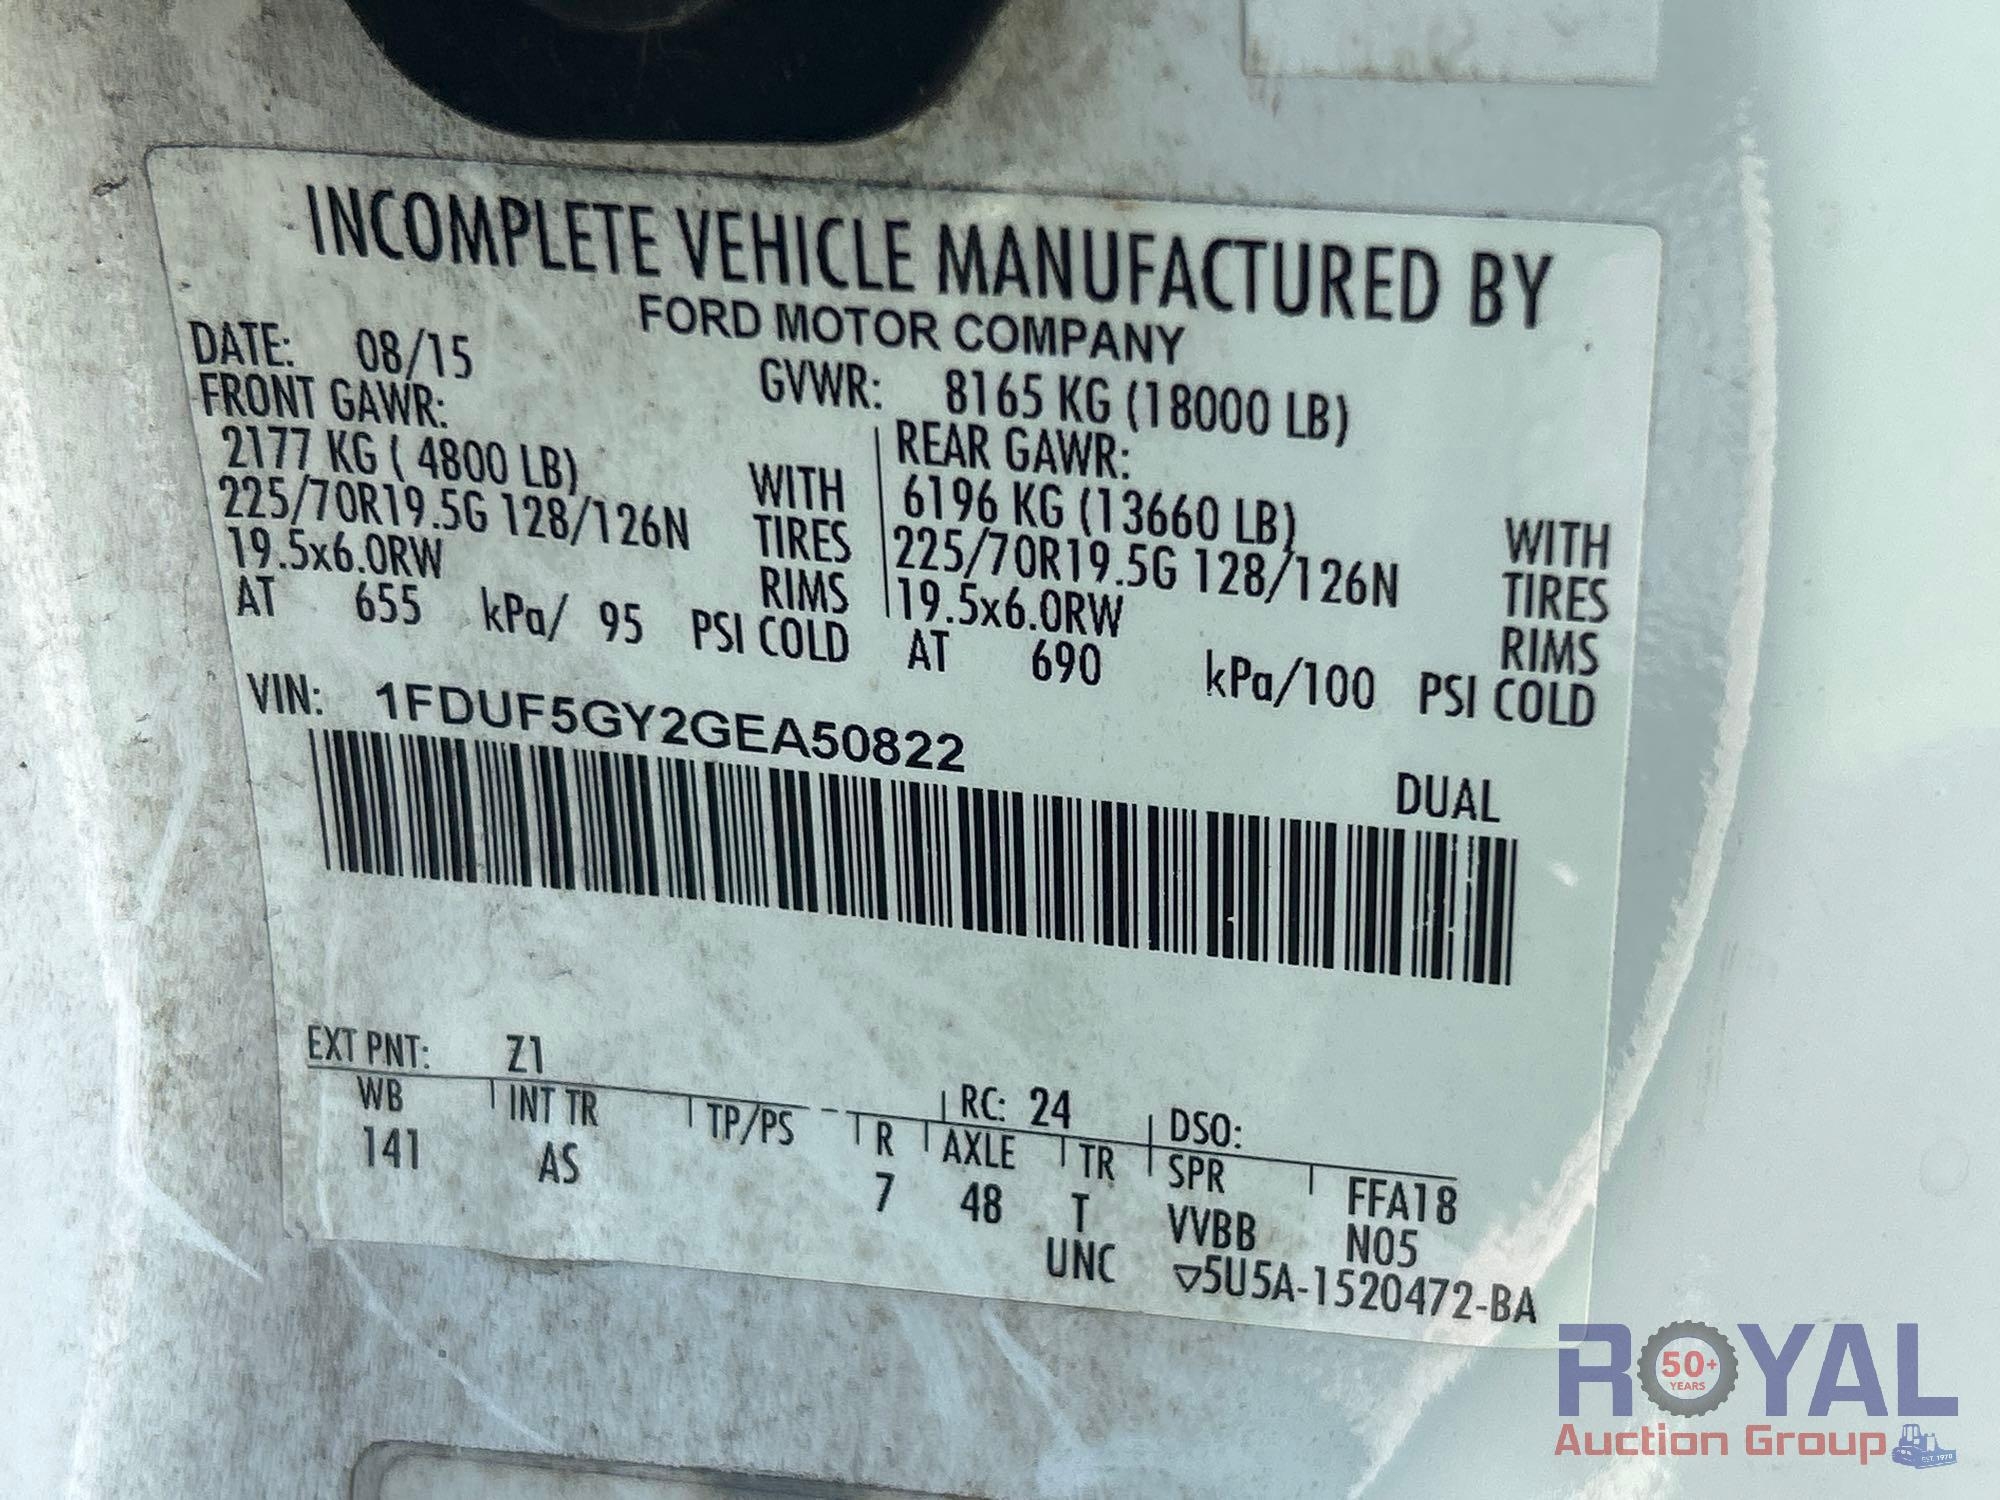 INCOMPLETE VEHICLE MANUFACTURED BY
FORD MOTOR COMPANY
DATE: 08/15 GVWR: 8165 KG (18000 LB)
FRONT GAWR: REAR GAWR:
2177 KG ( 4800 LB) WITH 6196 KG (13660 LB) WITH
225/70R19.5G 128/126N TIRES 225/70R19.5G 128/126N TIRES
19.5x6.0RW RIMS 19.5x6.0RW RIMS
AT 655 kPa/ 95 PSI COLD AT 690 kPa/100 PSI COLD
VIN: 1FDUF5GY2GEA50822
DUAL
EXT PNT: Z1 RC: 24 DSO:
WB INT TR TP/PS R AXLE TR SPR FFA18
141 AS 7 48 T VVBB N05
UNC ▽5U5A-1520472-BA
ROYAL
50+
YEARS
Auction Group
EST. 1970